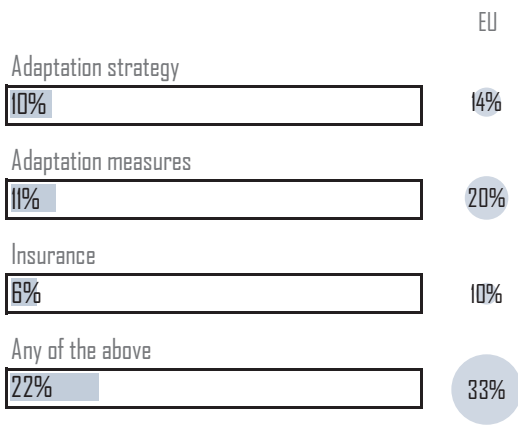 EU
Adaptation strategy
10% 14%
Adaptation measures
11% 20%
Insurance
6% 10%
Any of the above
22% 33%